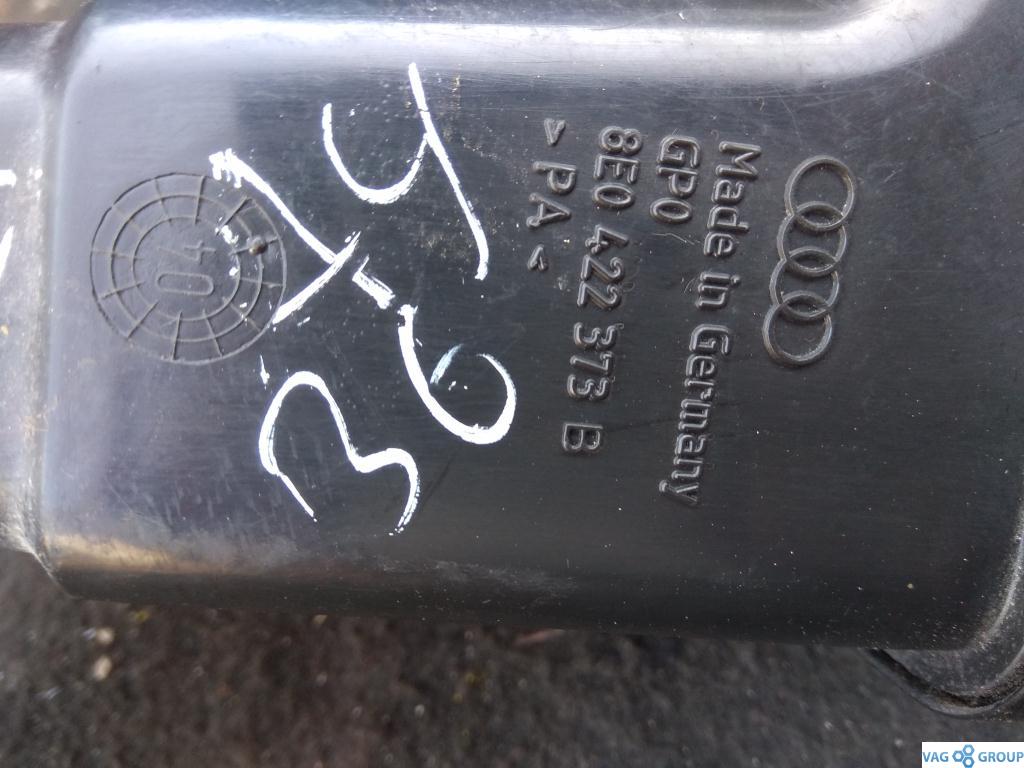 Made in Germany
GP0
8E0 422 373 B
>PA<
04
VAG GROUP